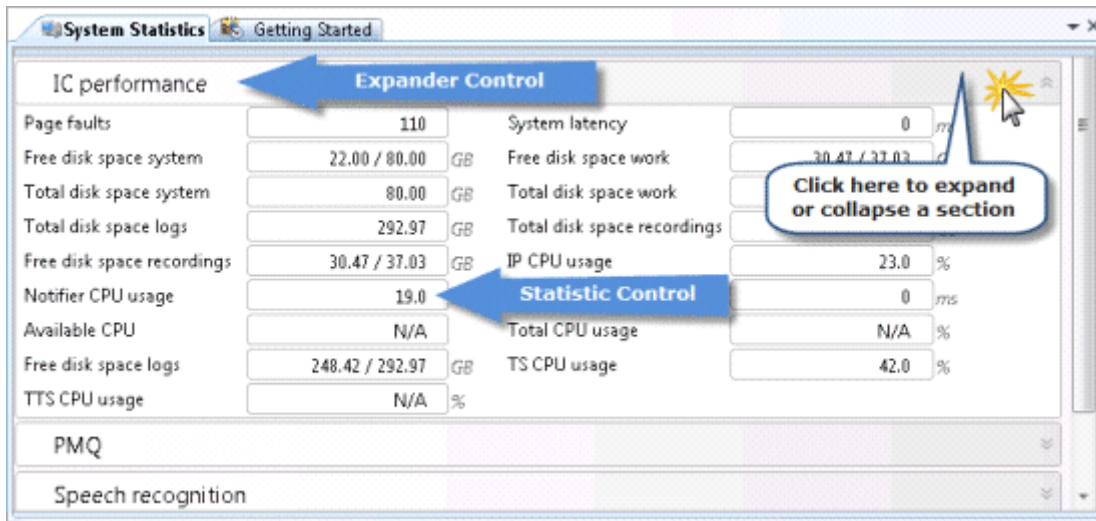 System Statistics Getting Started
IC performance Expander Control
Page faults 110 System latency 0
Free disk space system 22.00 / 80.00 GB Free disk space work 30.47 / 37.03
Click here to expand
or collapse a section
Total disk space system 80.00 GB Total disk space work
Total disk space logs 292.97 GB Total disk space recordings
Free disk space recordings 30.47 / 37.03 GB IP CPU usage 23.0 %
Notifier CPU usage 19.0 Statistic Control 0 ms
Available CPU N/A Total CPU usage N/A %
Free disk space logs 248.42 / 292.97 GB TS CPU usage 42.0 %
TTS CPU usage N/A %
PMQ
Speech recognition